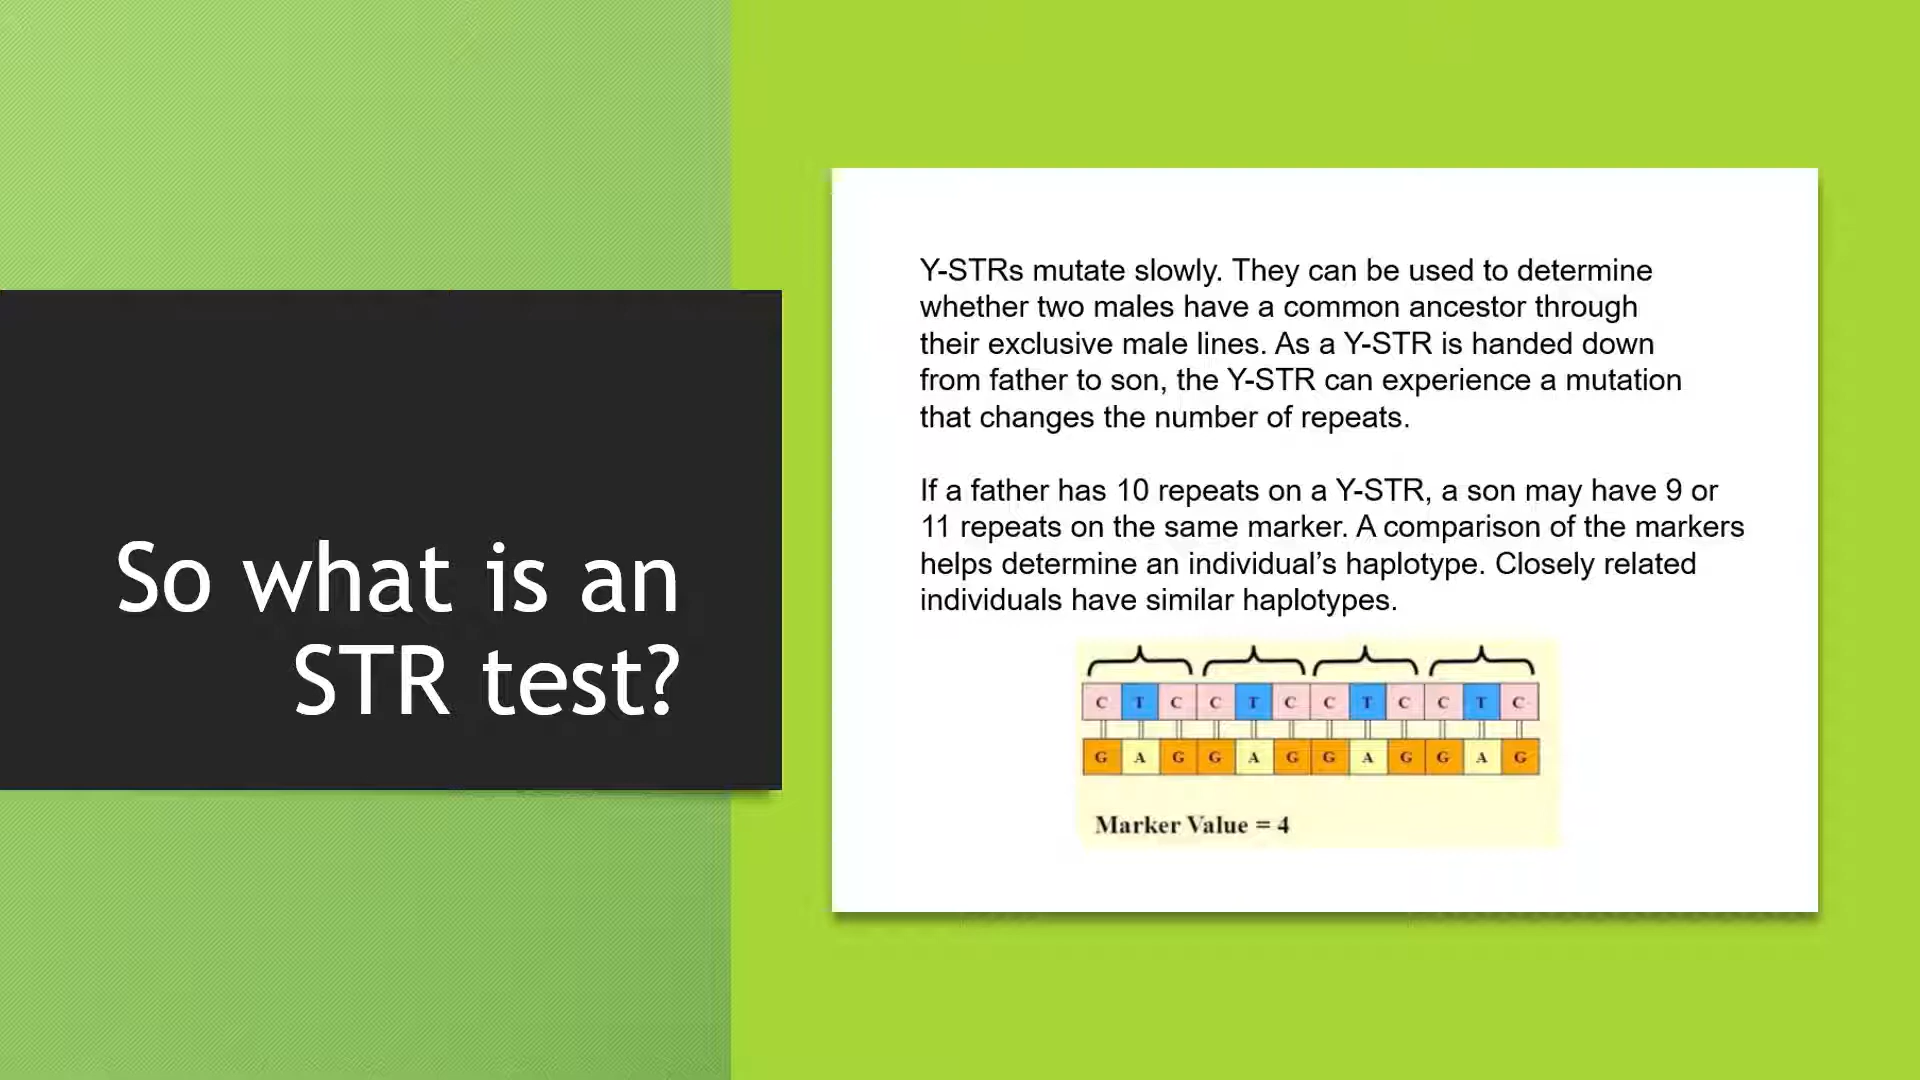 So what is an
STR test?
Y-STRs mutate slowly. They can be used to determine
whether two males have a common ancestor through
their exclusive male lines. As a Y-STR is handed down
from father to son, the Y-STR can experience a mutation
that changes the number of repeats.
If a father has 10 repeats on a Y-STR, a son may have 9 or
11 repeats on the same marker. A comparison of the markers
helps determine an individual’s haplotype. Closely related
individuals have similar haplotypes.
C T C C T C C T C C T C
G A G G A G G A G G A G
Marker Value = 4